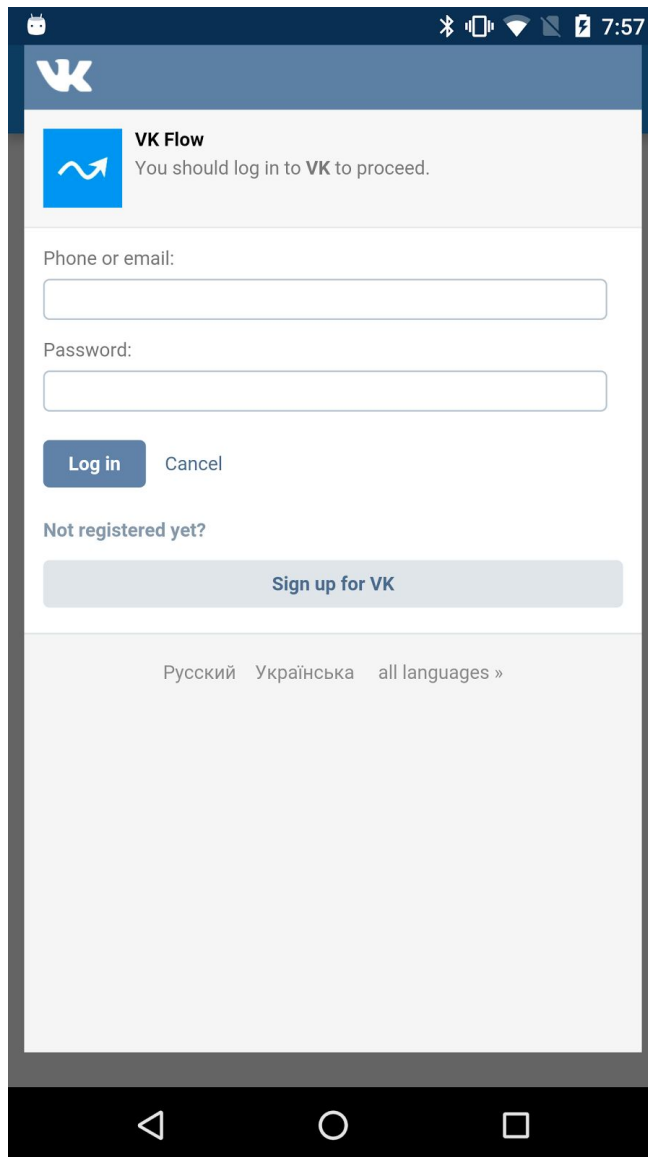 7:57
VK
VK Flow
You should log in to VK to proceed.
Phone or email:
Password:
Log in Cancel
Not registered yet?
Sign up for VK
Русский Українська all languages »